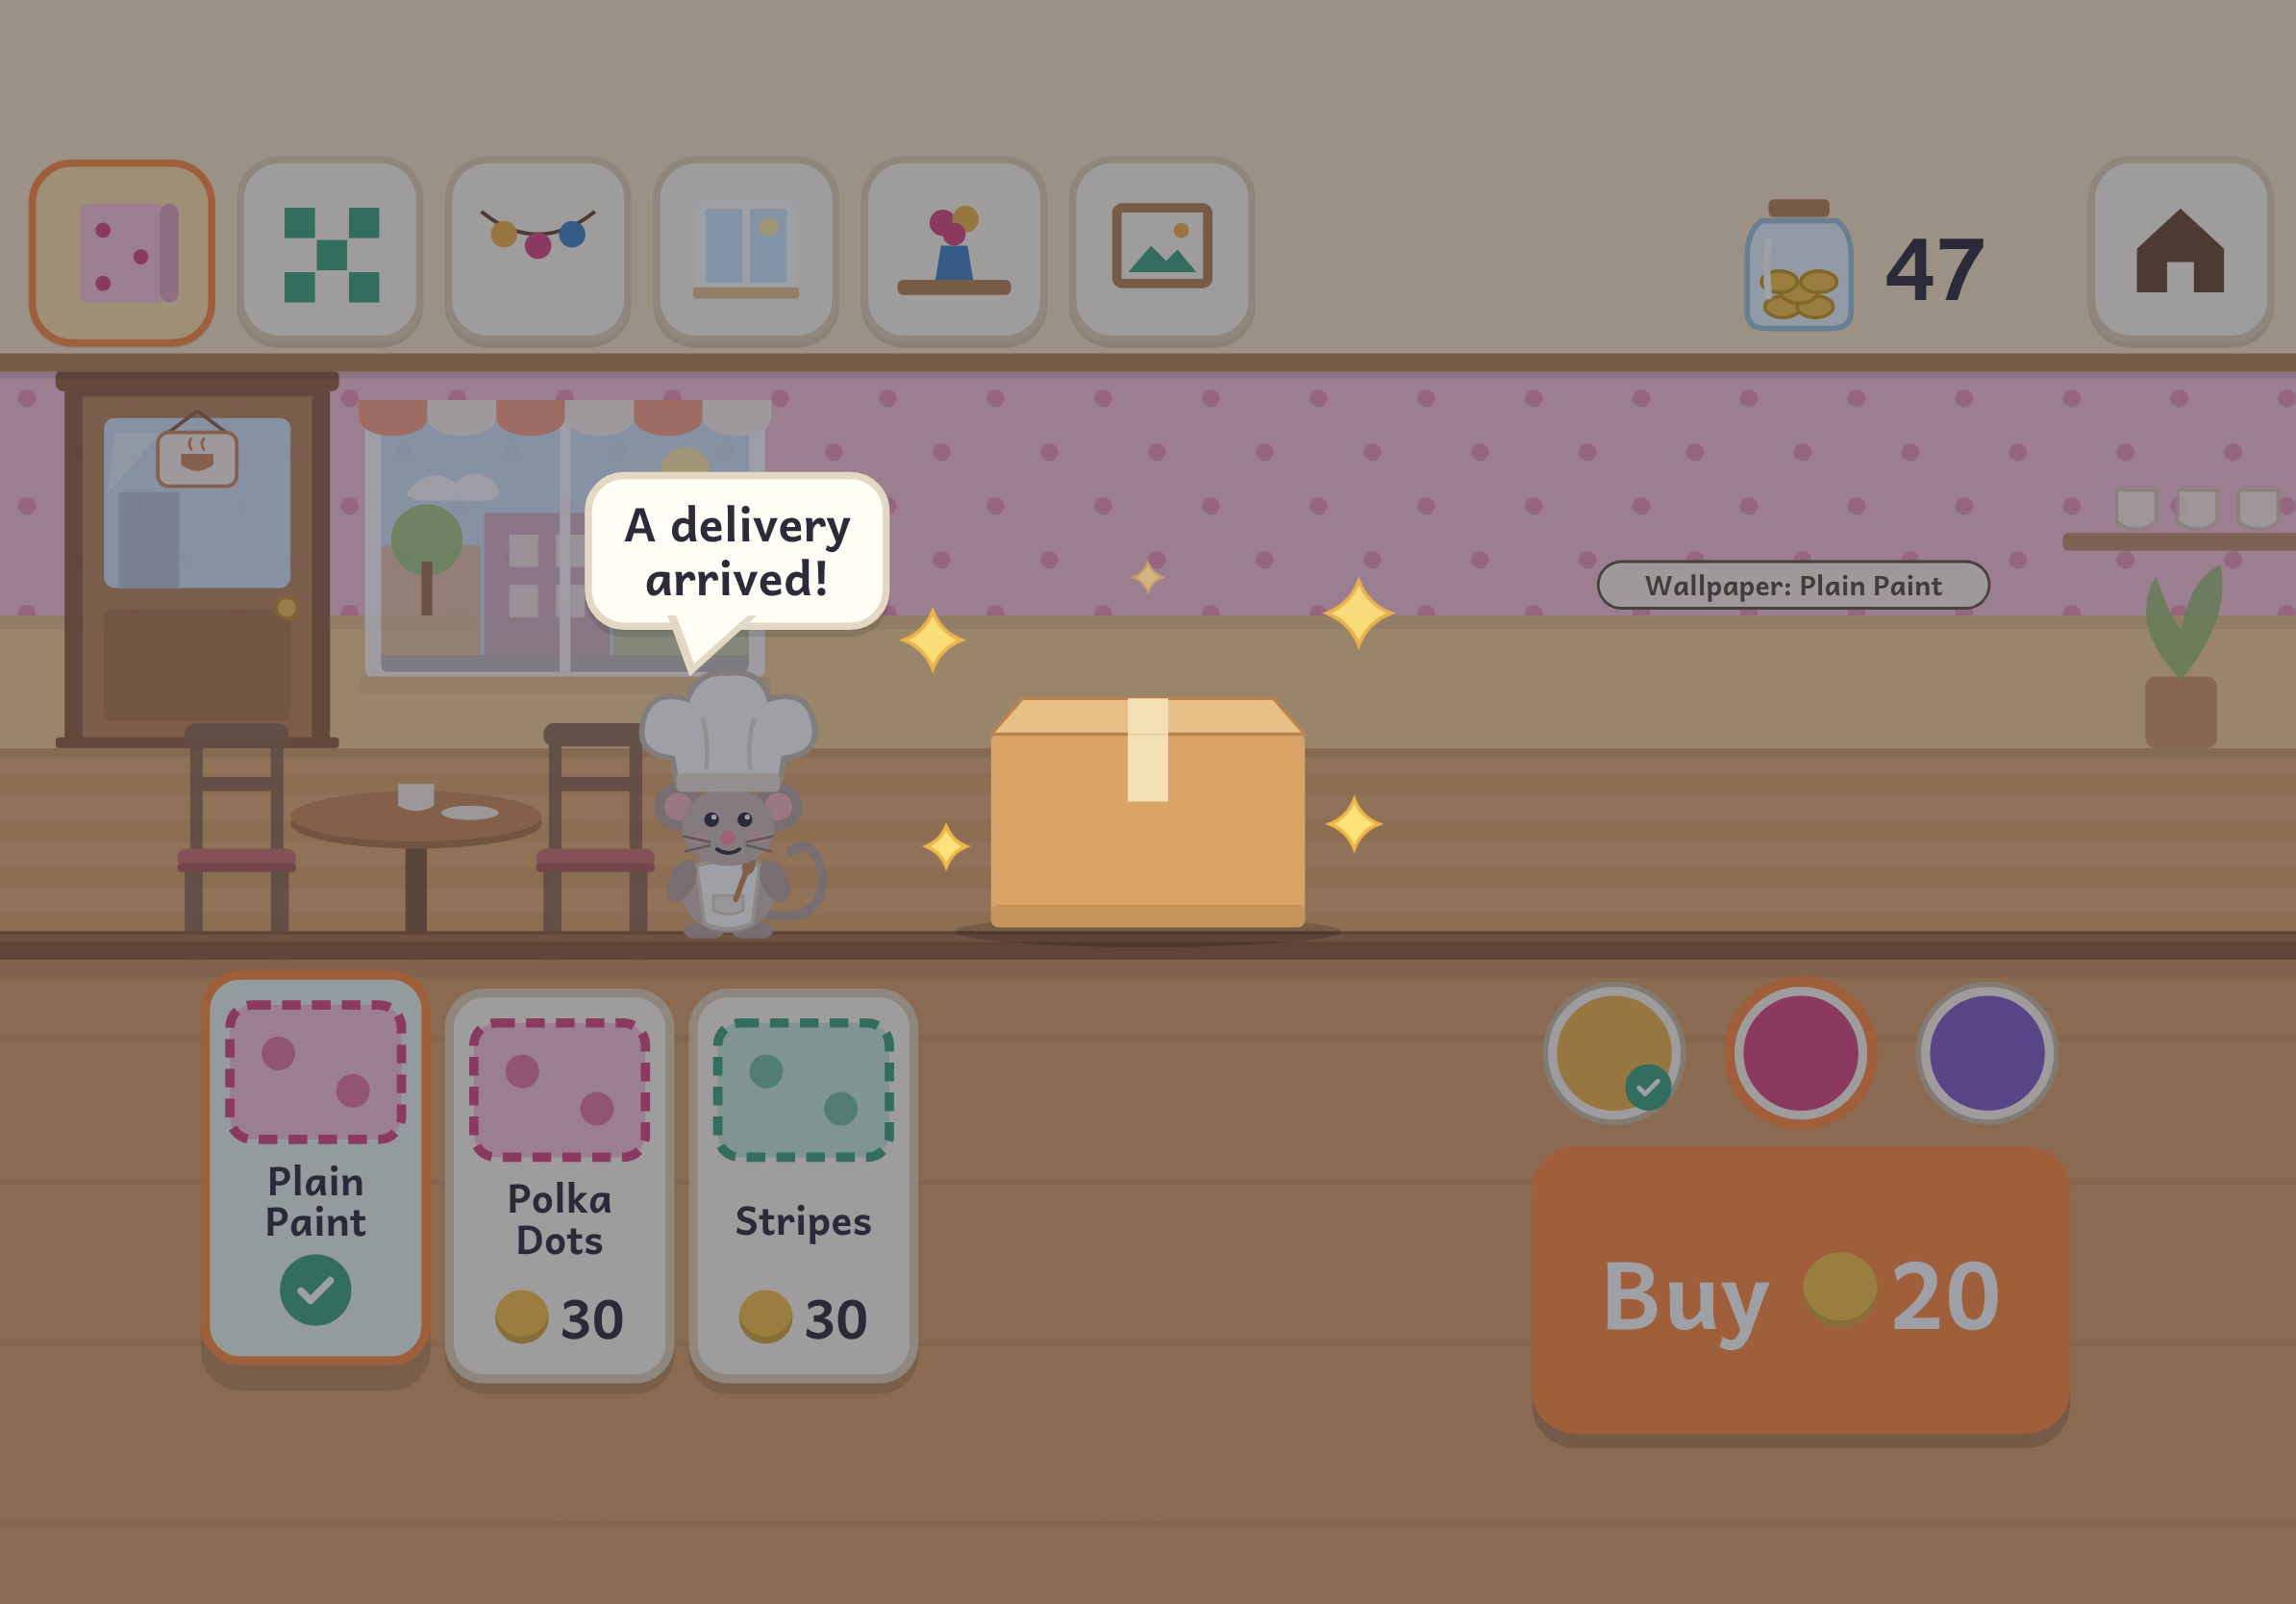 47
A delivery
arrived!
Wallpaper: Plain Paint
Plain
Paint
Polka
Dots
30
Stripes
30
Buy 20